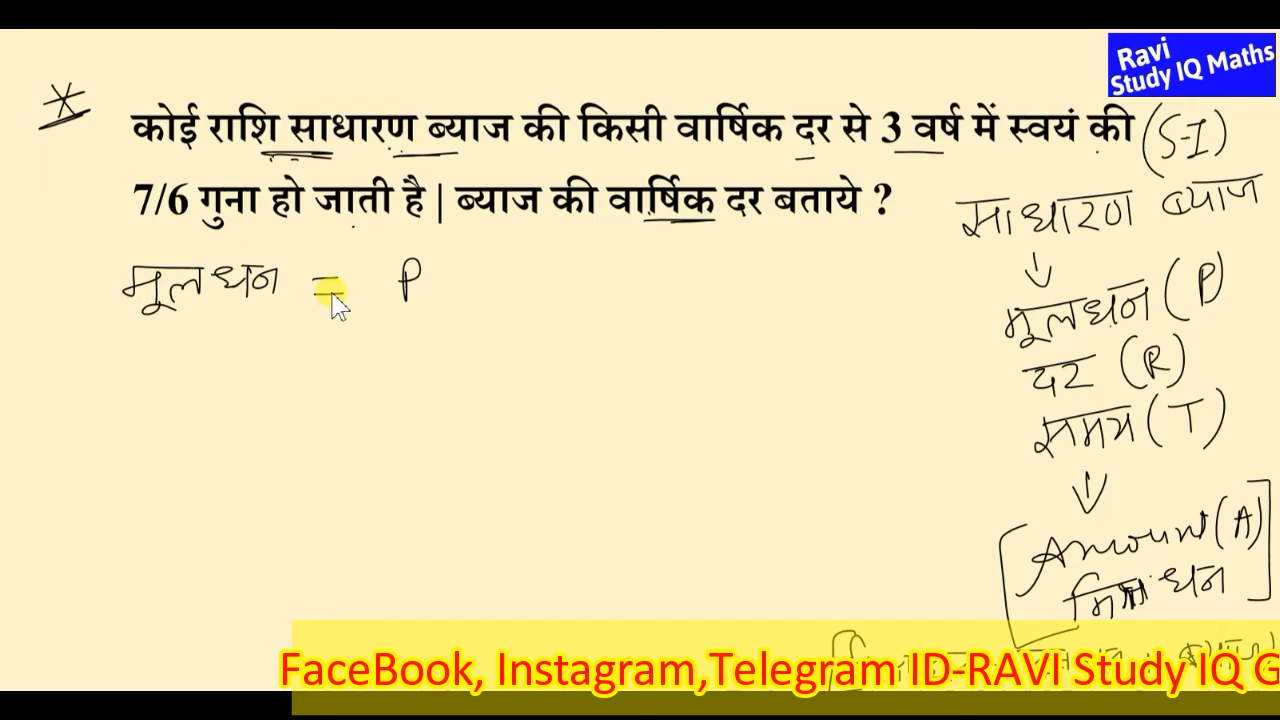 Ravi
Study IQ Maths
कोई राशि साधारण ब्याज की किसी वार्षिक दर से 3 वर्ष में स्वयं की (S-I)
7/6 गुना हो जाती है | ब्याज की वार्षिक दर बताये ?
साधारण ब्याज
मूलधन = P
मूलधन (P)
दर (R)
समय (T)
[Amount (A)
धन]
FaceBook, Instagram,Telegram ID-RAVI Study IQ G